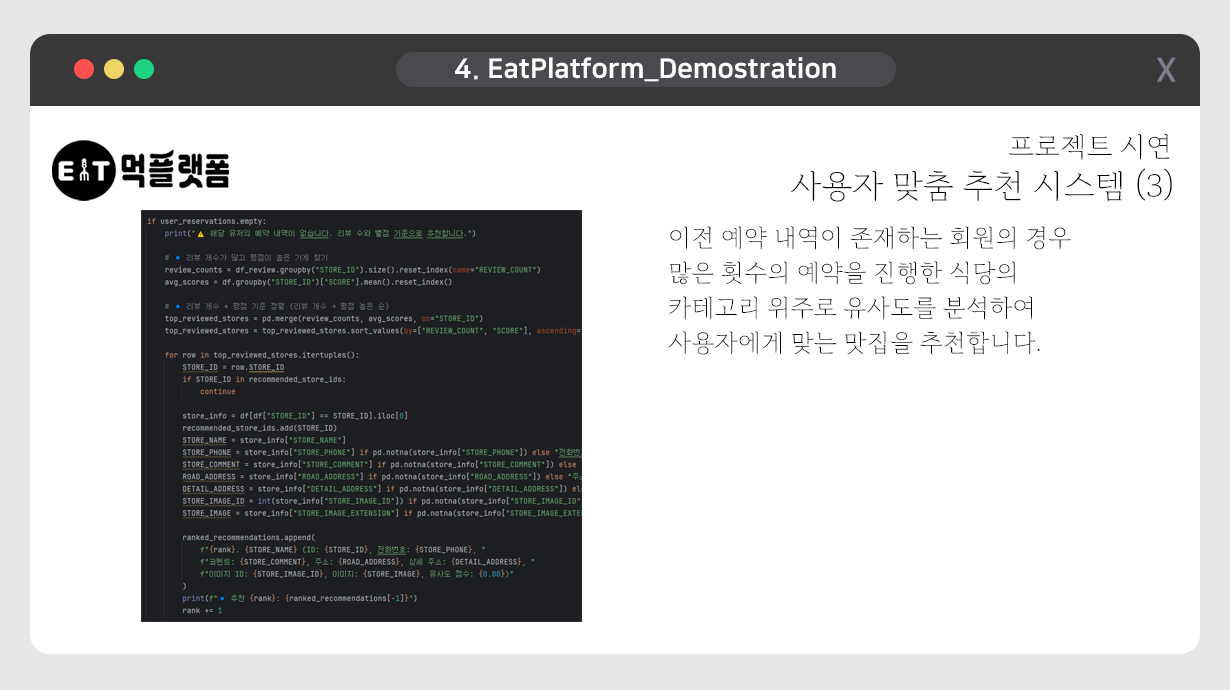 4. EatPlatform_Demostration
X
EAT 먹플랫폼
프로젝트 시연
사용자 맞춤 추천 시스템 (3)
이전 예약 내역이 존재하는 회원의 경우
많은 횟수의 예약을 진행한 식당의
카테고리 위주로 유사도를 분석하여
사용자에게 맞는 맛집을 추천합니다.
if user_reservations.empty:
print("⚠ 해당 유저의 예약 내역이 없습니다. 리뷰 수와 별점 기준으로 추천합니다.")
# 🔹 리뷰 개수가 많고 평점이 높은 가게 찾기
review_counts = df_review.groupby("STORE_ID").size().reset_index(name="REVIEW_COUNT")
avg_scores = df.groupby("STORE_ID")["SCORE"].mean().reset_index()
# 🔹 리뷰 개수 + 평점 기준 정렬 (리뷰 개수 → 평점 높은 순)
top_reviewed_stores = pd.merge(review_counts, avg_scores, on="STORE_ID")
top_reviewed_stores = top_reviewed_stores.sort_values(by=["REVIEW_COUNT", "SCORE"], ascending=
for row in top_reviewed_stores.itertuples():
STORE_ID = row.STORE_ID
if STORE_ID in recommended_store_ids:
continue
store_info = df[df["STORE_ID"] == STORE_ID].iloc[0]
recommended_store_ids.add(STORE_ID)
STORE_NAME = store_info["STORE_NAME"]
STORE_PHONE = store_info["STORE_PHONE"] if pd.notna(store_info["STORE_PHONE"]) else "전화번
STORE_COMMENT = store_info["STORE_COMMENT"] if pd.notna(store_info["STORE_COMMENT"]) else
ROAD_ADDRESS = store_info["ROAD_ADDRESS"] if pd.notna(store_info["ROAD_ADDRESS"]) else "주
DETAIL_ADDRESS = store_info["DETAIL_ADDRESS"] if pd.notna(store_info["DETAIL_ADDRESS"]) el
STORE_IMAGE_ID = int(store_info["STORE_IMAGE_ID"]) if pd.notna(store_info["STORE_IMAGE_ID"
STORE_IMAGE = store_info["STORE_IMAGE_EXTENSION"] if pd.notna(store_info["STORE_IMAGE_EXTE
ranked_recommendations.append(
f"{rank}. {STORE_NAME} (ID: {STORE_ID}, 전화번호: {STORE_PHONE}, "
f"코멘트: {STORE_COMMENT}, 주소: {ROAD_ADDRESS}, 상세 주소: {DETAIL_ADDRESS}, "
f"이미지 ID: {STORE_IMAGE_ID}, 이미지: {STORE_IMAGE}, 유사도 점수: {0.00})"
)
print(f"🔹 추천 {rank}: {ranked_recommendations[-1]}")
rank += 1